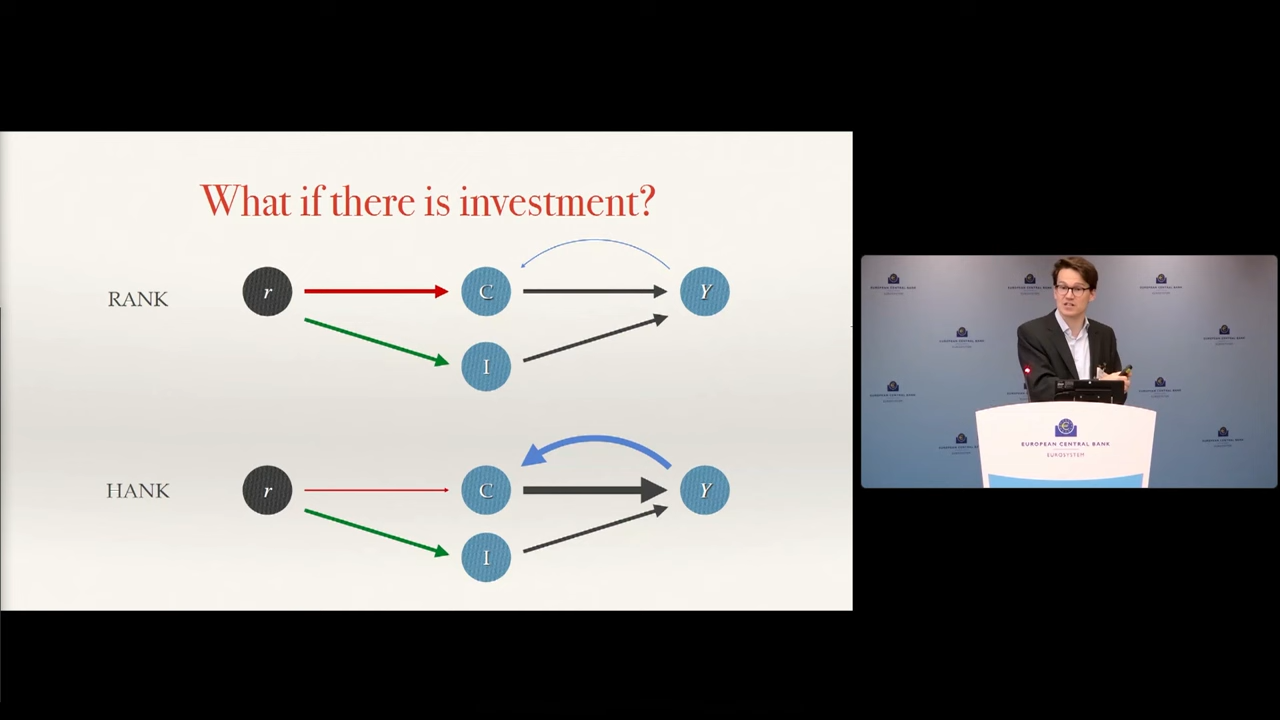 What if there is investment?
RANK
r
C
Y
I
HANK
r
C
Y
I
EUROPEAN CENTRAL BANK
EUROSYSTEM